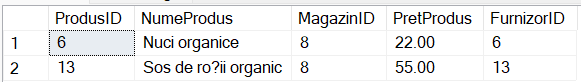 ProdusID NumeProdus MagazinID PretProdus FurnizorID
1 6 Nuci organice 8 22.00 6
2 13 Sos de ro?ii organic 8 55.00 13